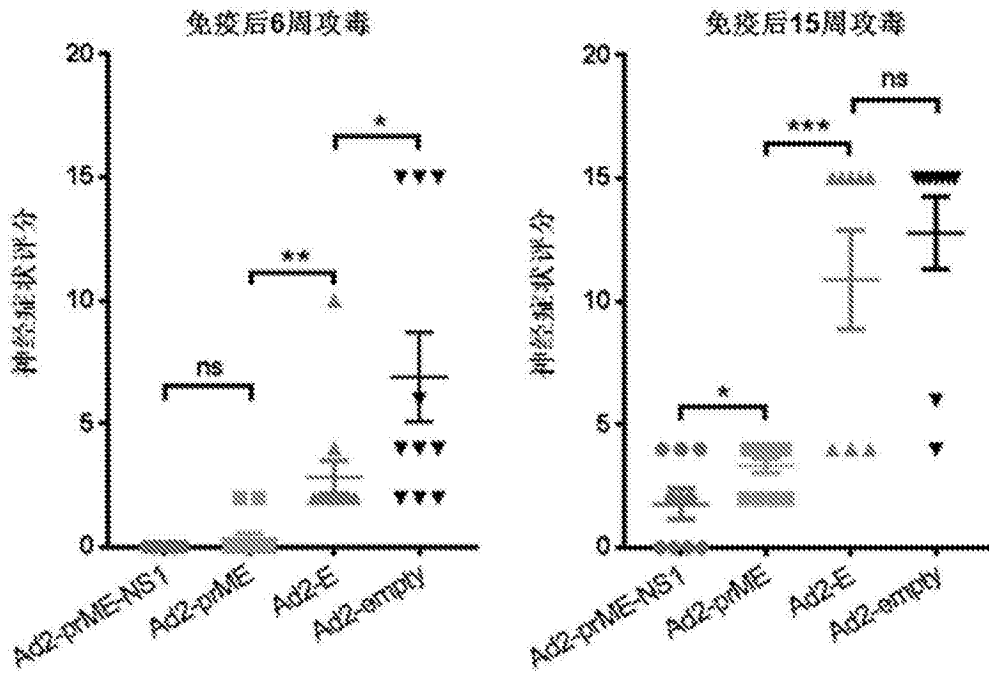 免疫后6周攻毒
20
15
10
5
0
神经症状评分
ns
**
*
Ad2-prME-NS1
Ad2-prME
Ad2-E
Ad2-empty
免疫后15周攻毒
20
15
10
5
0
神经症状评分
*
***
ns
Ad2-prME-NS1
Ad2-prME
Ad2-E
Ad2-empty